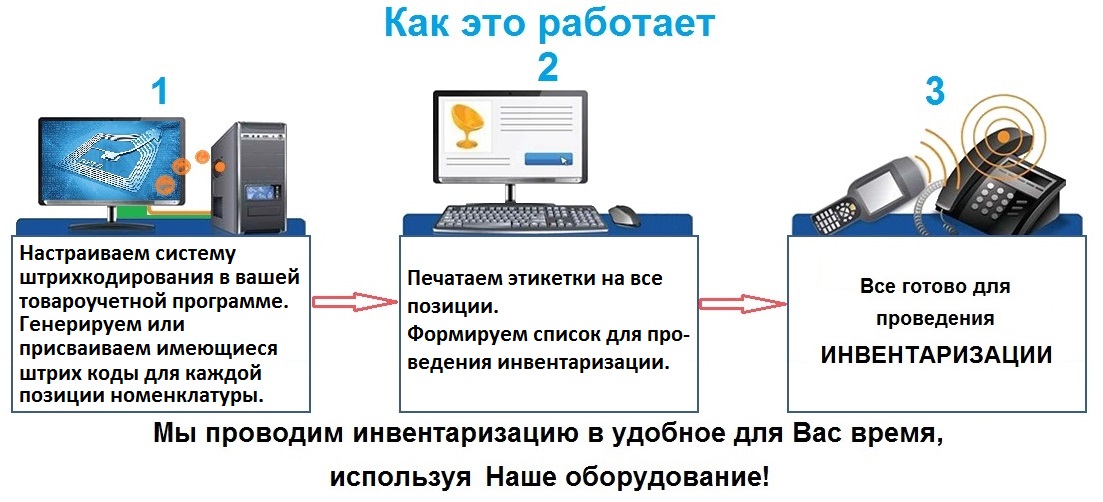 Как это работает
1
2
3
Настраиваем систему
штрихкодирования в вашей
товароучетной программе.
Генерируем или
присваиваем имеющиеся
штрих коды для каждой
позиции номенклатуры.
Печатаем этикетки на все
позиции.
Формируем список для про-
ведения инвентаризации.
Все готово для
проведения
ИНВЕНТАРИЗАЦИИ
Мы проводим инвентаризацию в удобное для Вас время,
используя Наше оборудование!